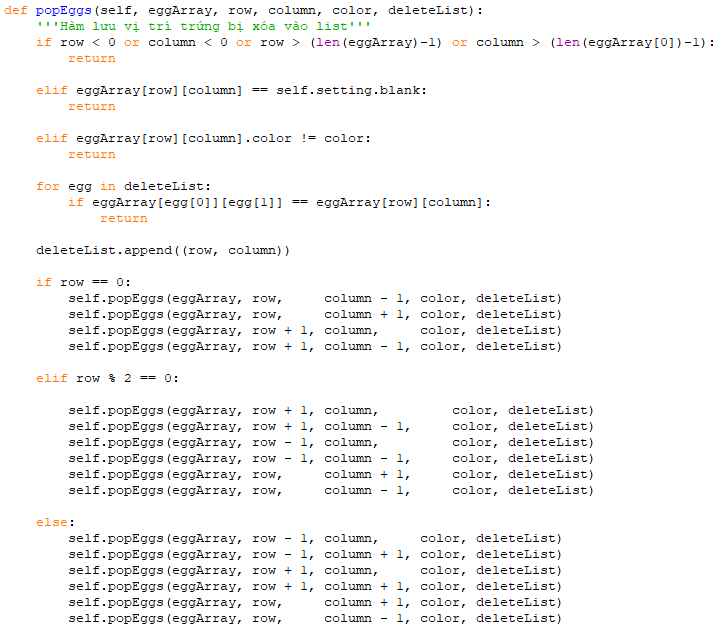 def popEggs(self, eggArray, row, column, color, deleteList):
    '''Hàm lưu vị trí trứng bị xóa vào list'''
    if row < 0 or column < 0 or row > (len(eggArray)-1) or column > (len(eggArray[0])-1):
        return

    elif eggArray[row][column] == self.setting.blank:
        return

    elif eggArray[row][column].color != color:
        return

    for egg in deleteList:
        if eggArray[egg[0]][egg[1]] == eggArray[row][column]:
            return

    deleteList.append((row, column))

    if row == 0:
        self.popEggs(eggArray, row,     column - 1, color, deleteList)
        self.popEggs(eggArray, row,     column + 1, color, deleteList)
        self.popEggs(eggArray, row + 1, column,     color, deleteList)
        self.popEggs(eggArray, row + 1, column - 1, color, deleteList)

    elif row % 2 == 0:

        self.popEggs(eggArray, row + 1, column,         color, deleteList)
        self.popEggs(eggArray, row + 1, column - 1,     color, deleteList)
        self.popEggs(eggArray, row - 1, column,         color, deleteList)
        self.popEggs(eggArray, row - 1, column - 1,     color, deleteList)
        self.popEggs(eggArray, row,     column + 1,     color, deleteList)
        self.popEggs(eggArray, row,     column - 1,     color, deleteList)

    else:
        self.popEggs(eggArray, row - 1, column,     color, deleteList)
        self.popEggs(eggArray, row - 1, column + 1, color, deleteList)
        self.popEggs(eggArray, row + 1, column,     color, deleteList)
        self.popEggs(eggArray, row + 1, column + 1, color, deleteList)
        self.popEggs(eggArray, row,     column + 1, color, deleteList)
        self.popEggs(eggArray, row,     column - 1, color, deleteList)